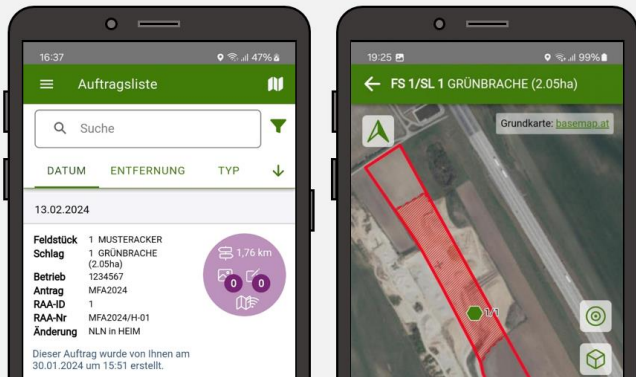 16:37
47%
Auftragsliste
Suche
DATUM ENTFERNUNG TYP
13.02.2024
Feldstück 1 MUSTERACKER
Schlag 1 GRÜNBRACHE
(2.05ha)
Betrieb 1234567
Antrag MFA2024
RAA-ID 1
RAA-Nr MFA2024/H-01
Änderung NLN in HEIM
1,76 km
0 0
Dieser Auftrag wurde von Ihnen am
30.01.2024 um 15:51 erstellt.
19:25
99%
FS 1/SL 1 GRÜNBRACHE (2.05ha)
Grundkarte: basemap.at
1/1